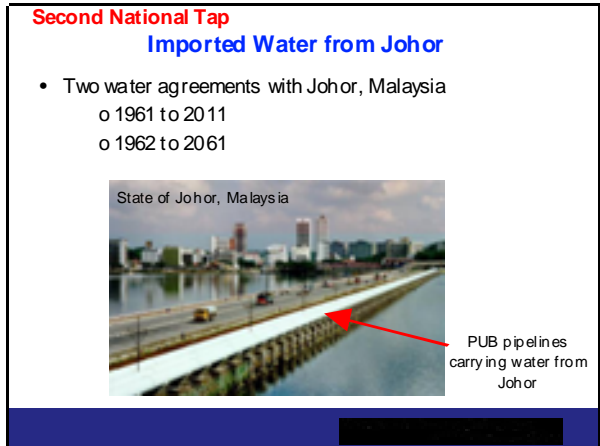 Second National Tap
Imported Water from Johor
• Two water agreements with Johor, Malaysia
o 1961 to 2011
o 1962 to 2061
State of Johor, Malaysia
PUB pipelines
carrying water from
Johor